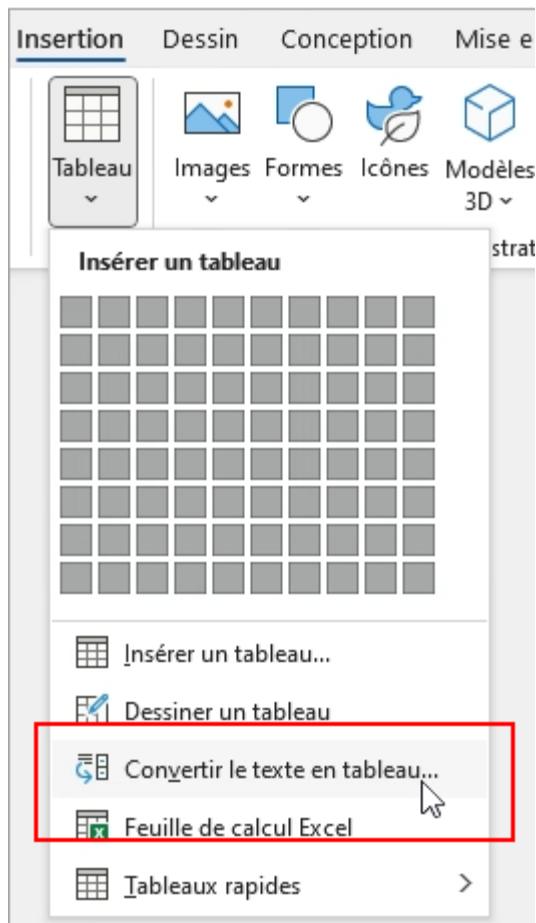 Insertion Dessin Conception Mise e
Tableau Images Formes Icônes Modèles
3D
strat
Insérer un tableau
Insérer un tableau...
Dessiner un tableau
Convertir le texte en tableau...
Feuille de calcul Excel
Tableaux rapides